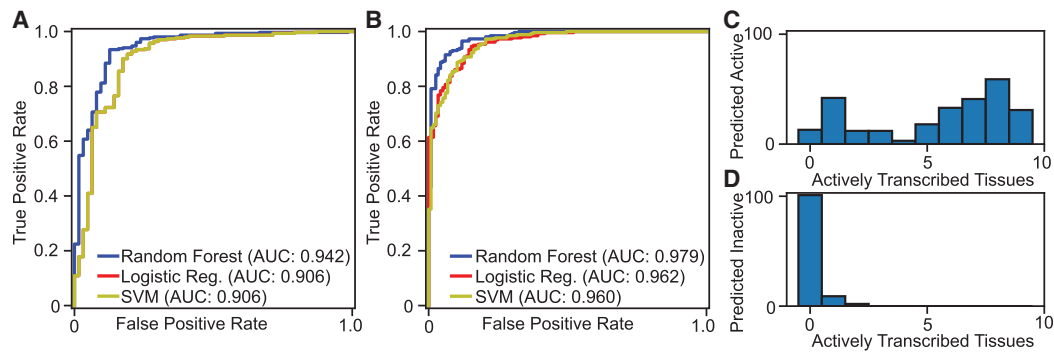 A
True Positive Rate
1.0
0.8
0.6
0.4
0.2
0
Random Forest (AUC: 0.942)
Logistic Reg. (AUC: 0.906)
SVM (AUC: 0.906)
0
1.0
False Positive Rate
B
True Positive Rate
1.0
0.8
0.6
0.4
0.2
0
Random Forest (AUC: 0.979)
Logistic Reg. (AUC: 0.962)
SVM (AUC: 0.960)
0
1.0
False Positive Rate
C
Predicted Active
100
0
0
5
10
Actively Transcribed Tissues
D
Predicted Inactive
100
0
0
5
10
Actively Transcribed Tissues